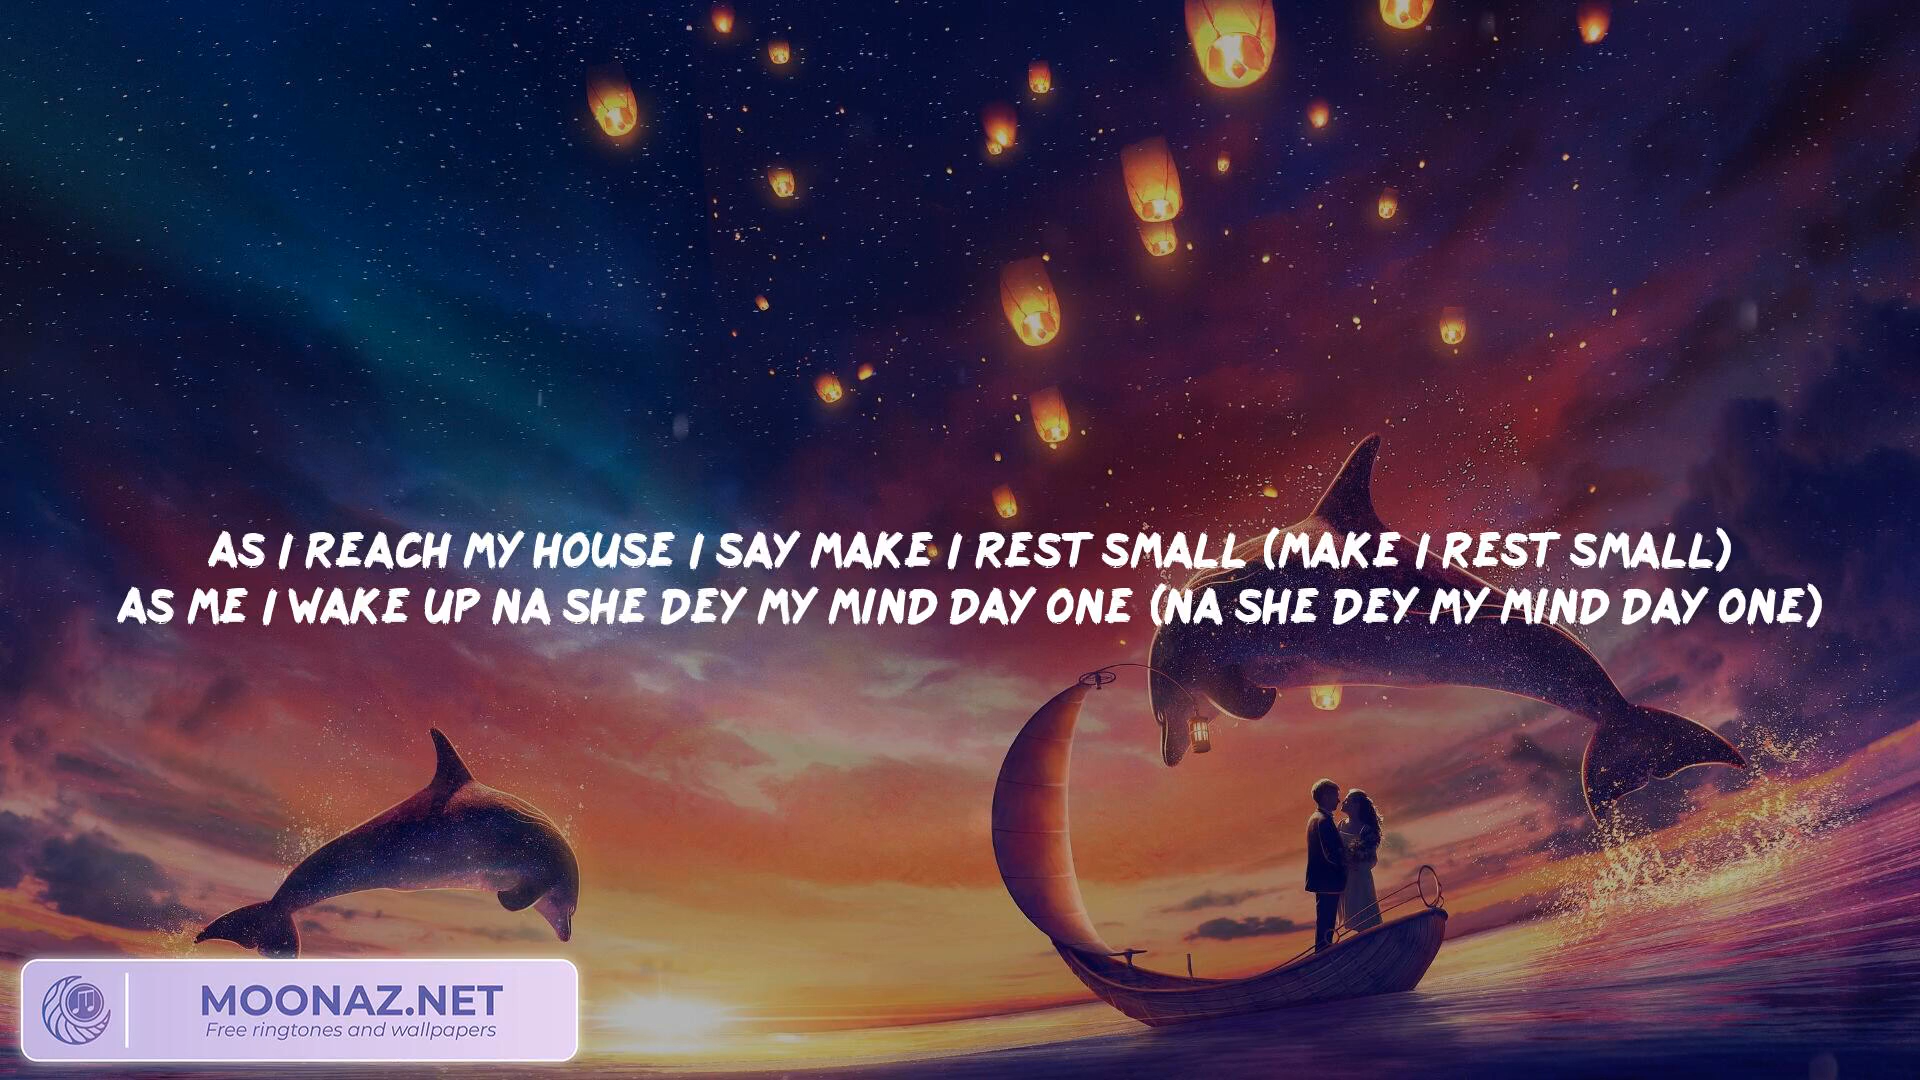 AS I REACH MY HOUSE I SAY MAKE I REST SMALL (MAKE I REST SMALL)
AS ME I WAKE UP NA SHE DEY MY MIND DAY ONE (NA SHE DEY MY MIND DAY ONE)
MOONAZ.NET
Free ringtones and wallpapers